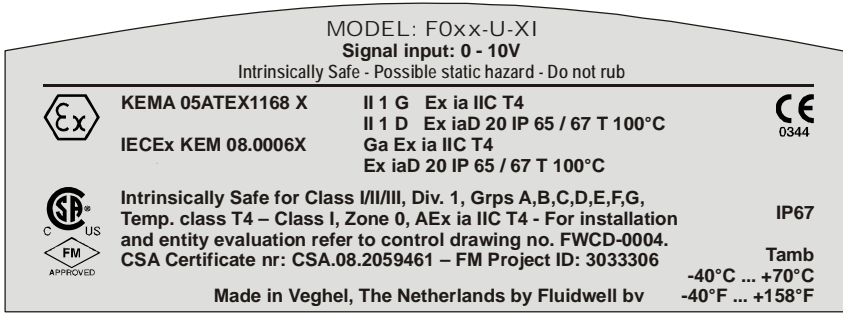 MODEL: F0xx-U-XI
Signal input: 0 - 10V
Intrinsically Safe - Possible static hazard - Do not rub
Ex
KEMA 05ATEX1168 X II 1 G Ex ia IIC T4
II 1 D Ex iaD 20 IP 65 / 67 T 100°C
CE
0344
IECEx KEM 08.0006X Ga Ex ia IIC T4
Ex iaD 20 IP 65 / 67 T 100°C
CSA®
C US
FM
APPROVED
Intrinsically Safe for Class I/II/III, Div. 1, Grps A,B,C,D,E,F,G,
Temp. class T4 – Class I, Zone 0, AEx ia IIC T4 - For installation
and entity evaluation refer to control drawing no. FWCD-0004.
CSA Certificate nr: CSA.08.2059461 – FM Project ID: 3033306
IP67
Tamb
-40°C ... +70°C
-40°F ... +158°F
Made in Veghel, The Netherlands by Fluidwell bv